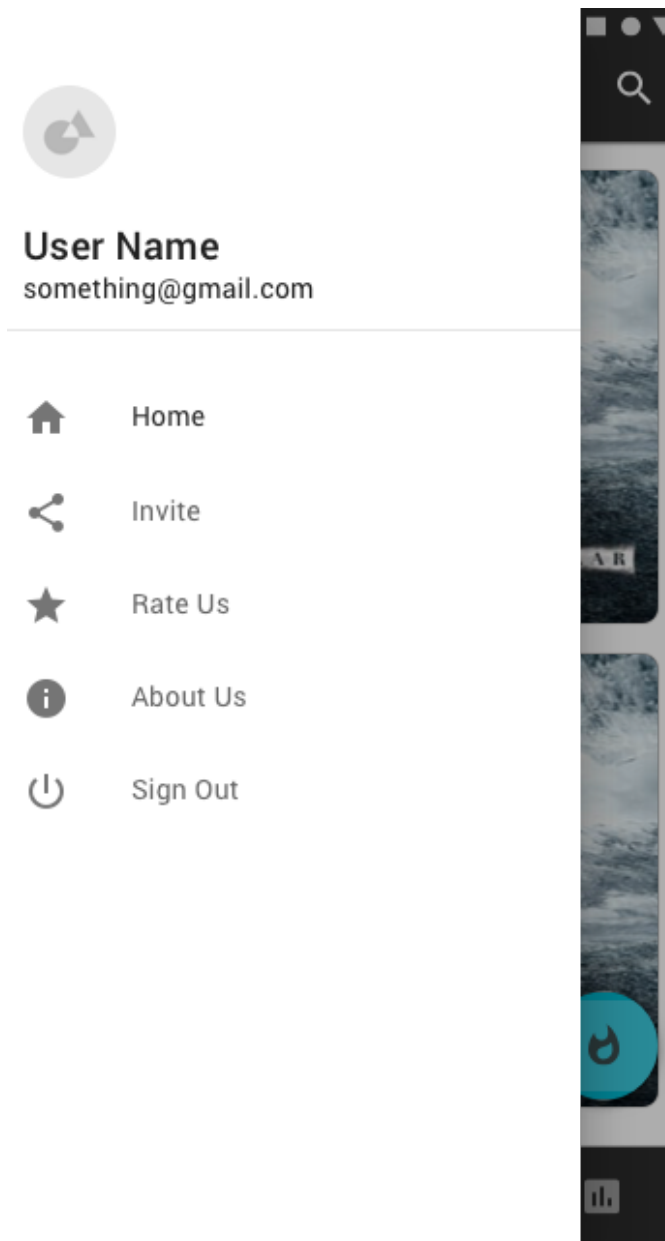 User Name
something@gmail.com
Home
Invite
Rate Us
About Us
Sign Out
A R